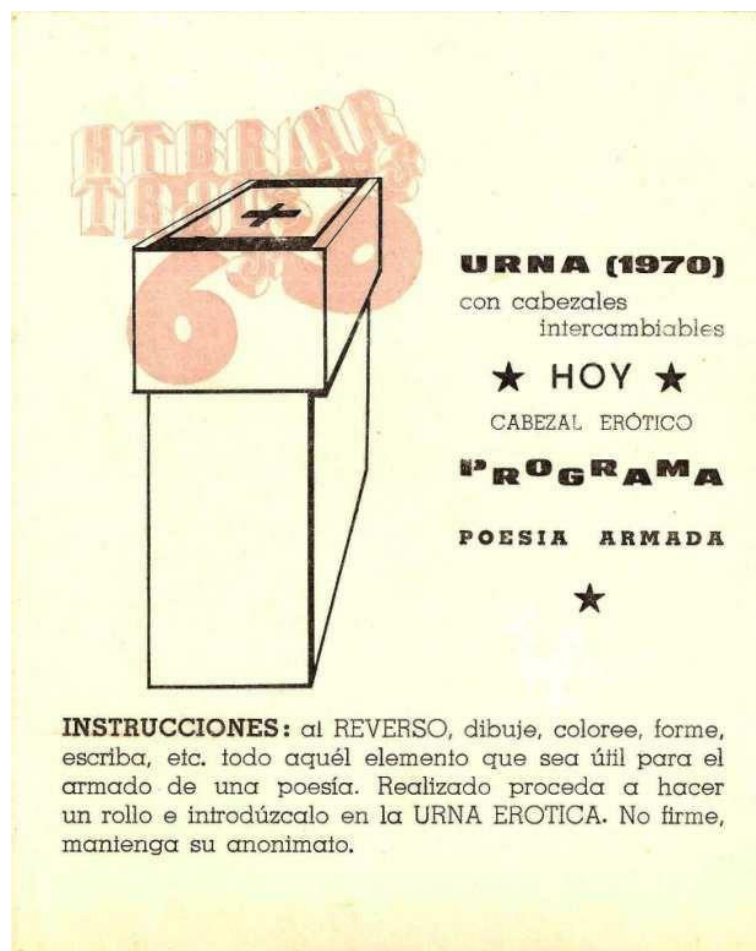 URNA (1970)
con cabezales
intercambiables
★ HOY ★
CABEZAL ERÓTICO
PROGRAMA
POESIA ARMADA
★
INSTRUCCIONES: al REVERSO, dibuje, coloree, forme,
escriba, etc. todo aquél elemento que sea útil para el
armado de una poesía. Realizado proceda a hacer
un rollo e introdúzcalo en la URNA EROTICA. No firme,
mantenga su anonimato.